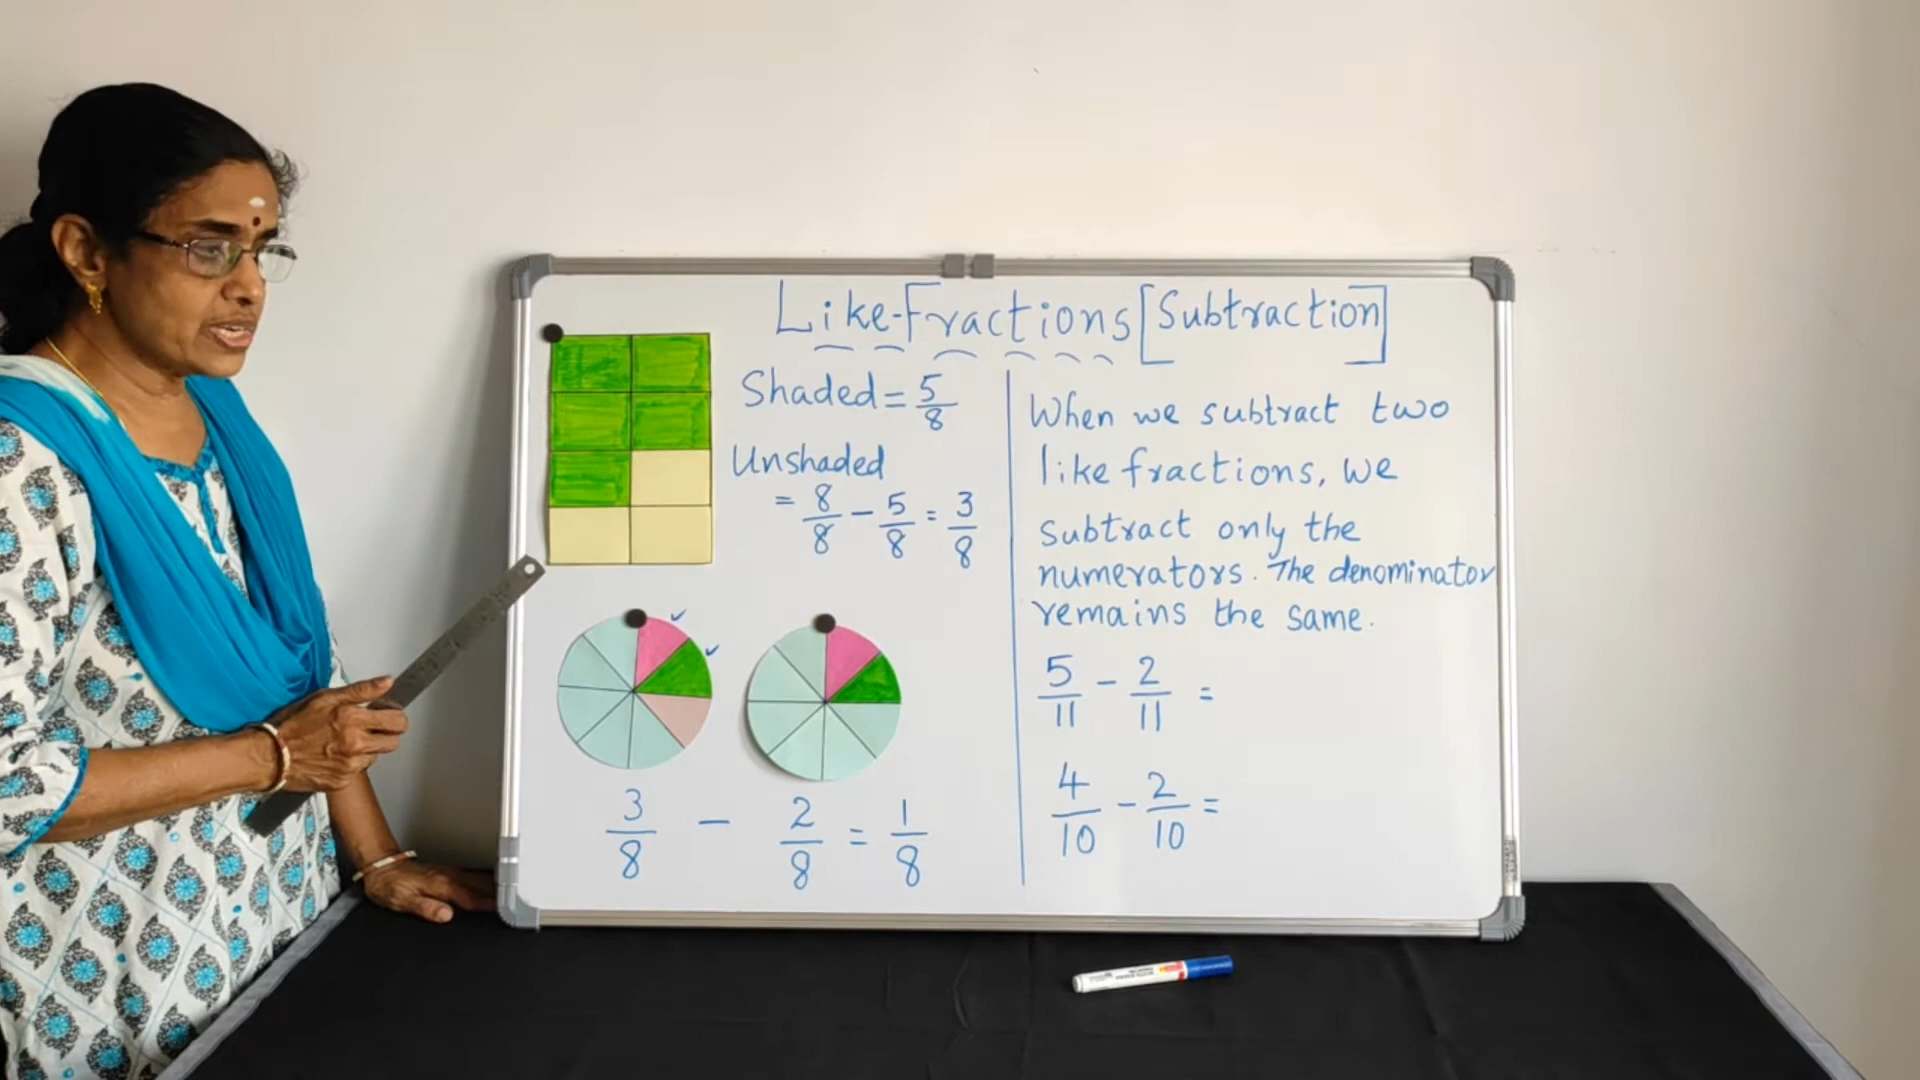 Like-Fractions [Subtraction]
Shaded = 5/8
Unshaded
= 8/8 - 5/8 = 3/8
3/8 - 2/8 = 1/8
When we subtract two
like fractions, we
subtract only the
numerators. The denominator
remains the same.
5/11 - 2/11 =
4/10 - 2/10 =